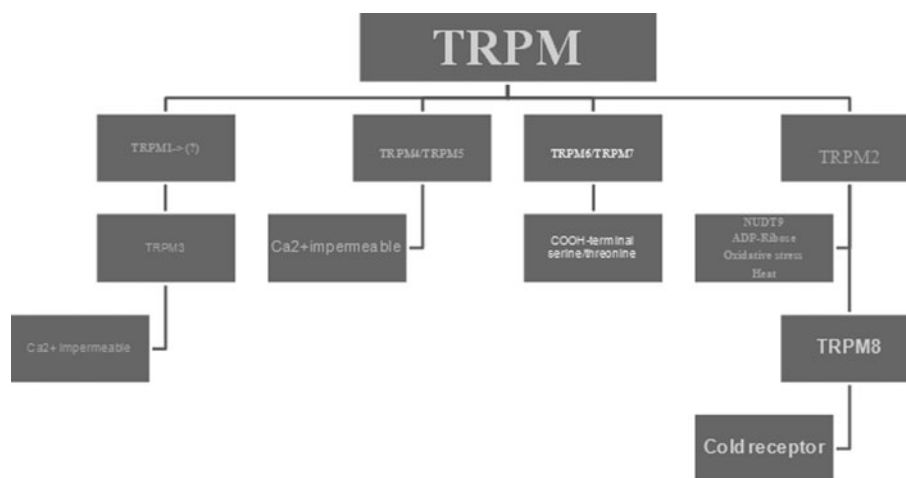 TRPM
TRPM1-> (?)
TRPM4/TRPM5
TRPM6/TRPM7
TRPM2
TRPM3
Ca2+impermeable
COOH-terminal
serine/threonine
NUDT9
ADP-Ribose
Oxidative stress
Heat
Ca2+ impermeable
TRPM8
Cold receptor